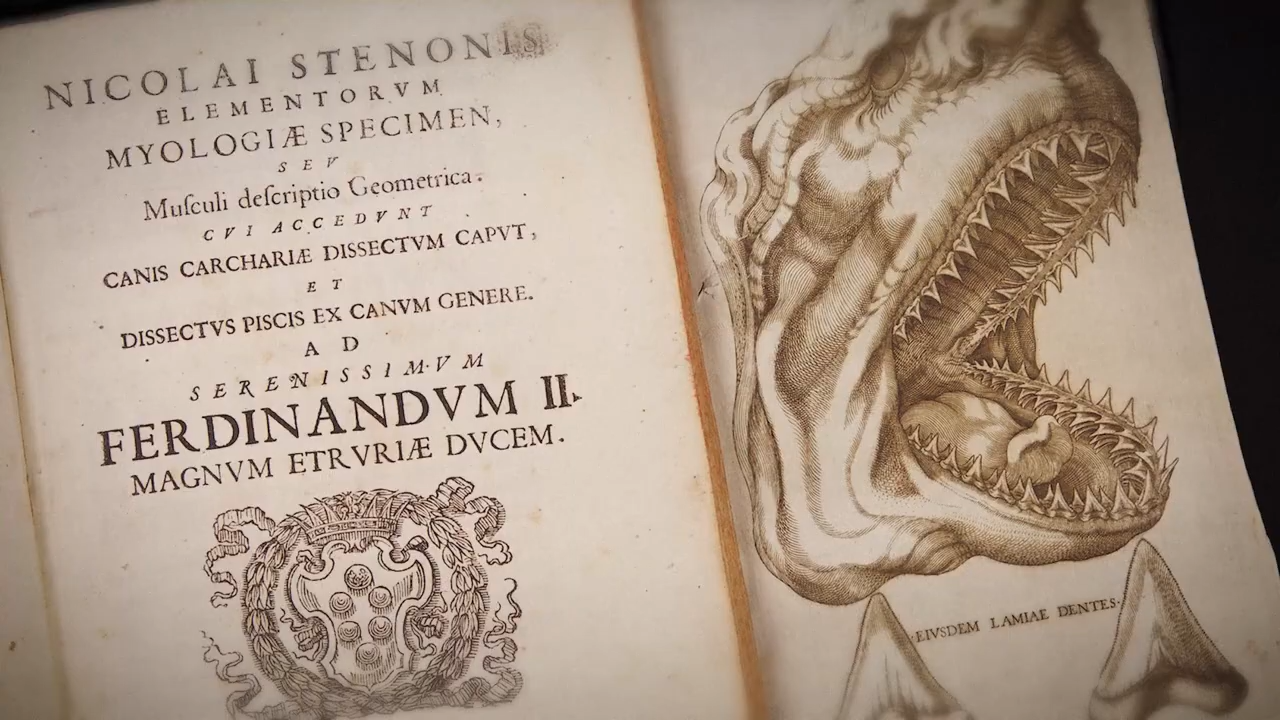 NICOLAI STENONIS
ELEMENTORVM
MYOLOGIÆ SPECIMEN,
SEV
Muſculi deſcriptio Geometrica.
CVI ACCEDVNT
CANIS CARCHARIÆ DISSECTVM CAPVT,
ET
DISSECTVS PISCIS EX CANVM GENERE.
AD
SERENISSIMVM
FERDINANDVM II.
MAGNVM ETRVRIÆ DVCEM.
EIVSDEM LAMIAE DENTES.